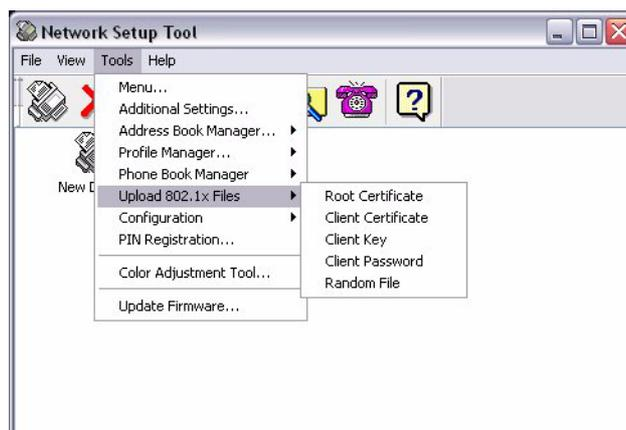 Network Setup Tool
File View Tools Help
Menu...
Additional Settings...
Address Book Manager...
Profile Manager...
Phone Book Manager
Upload 802.1x Files
Configuration
PIN Registration...
Color Adjustment Tool...
Update Firmware...
Root Certificate
Client Certificate
Client Key
Client Password
Random File
New